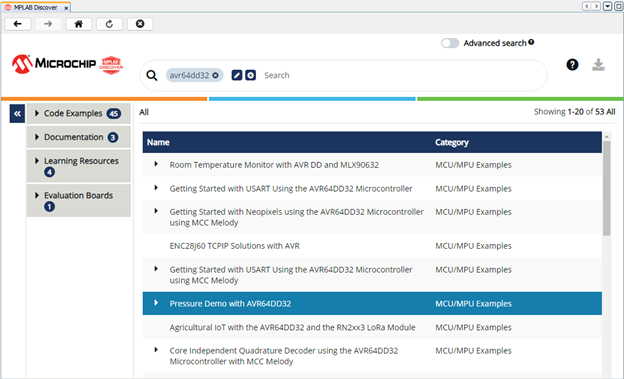 MPLAB Discover
Advanced search
MICROCHIP
MPLAB DISCOVER
avr64dd32
Search
Code Examples 45
Documentation 3
Learning Resources
4
Evaluation Boards
1
All
Showing 1-20 of 53 All
Name Category
Room Temperature Monitor with AVR DD and MLX90632 MCU/MPU Examples
Getting Started with USART Using the AVR64DD32 Microcontroller MCU/MPU Examples
Getting Started with Neopixels using the AVR64DD32 Microcontroller MCU/MPU Examples
using MCC Melody
ENC28J60 TCPIP Solutions with AVR MCU/MPU Examples
Getting Started with USART Using the AVR64DD32 Microcontroller MCU/MPU Examples
using MCC Melody
Pressure Demo with AVR64DD32 MCU/MPU Examples
Agricultural IoT with the AVR64DD32 and the RN2xx3 LoRa Module MCU/MPU Examples
Core Independent Quadrature Decoder using the AVR64DD32 MCU/MPU Examples
Microcontroller with MCC Melody